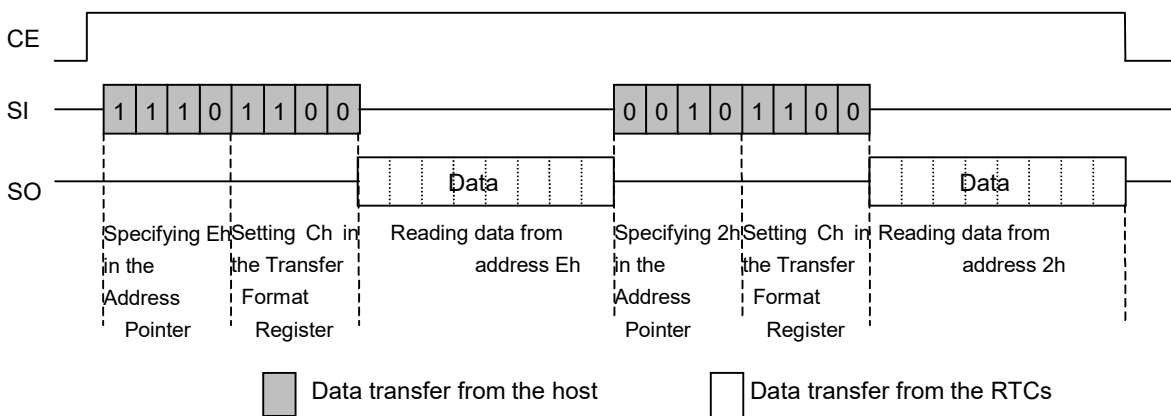 CE
SI
1 1 1 0 1 1 0 0
0 0 1 0 1 1 0 0
SO
Data
Data
Specifying Eh
in the
Address
Pointer
Setting Ch in
the Transfer
Format
Register
Reading data from
address Eh
Specifying 2h
in the
Address
Pointer
Setting Ch in
the Transfer
Format
Register
Reading data from
address 2h
Data transfer from the host
Data transfer from the RTCs